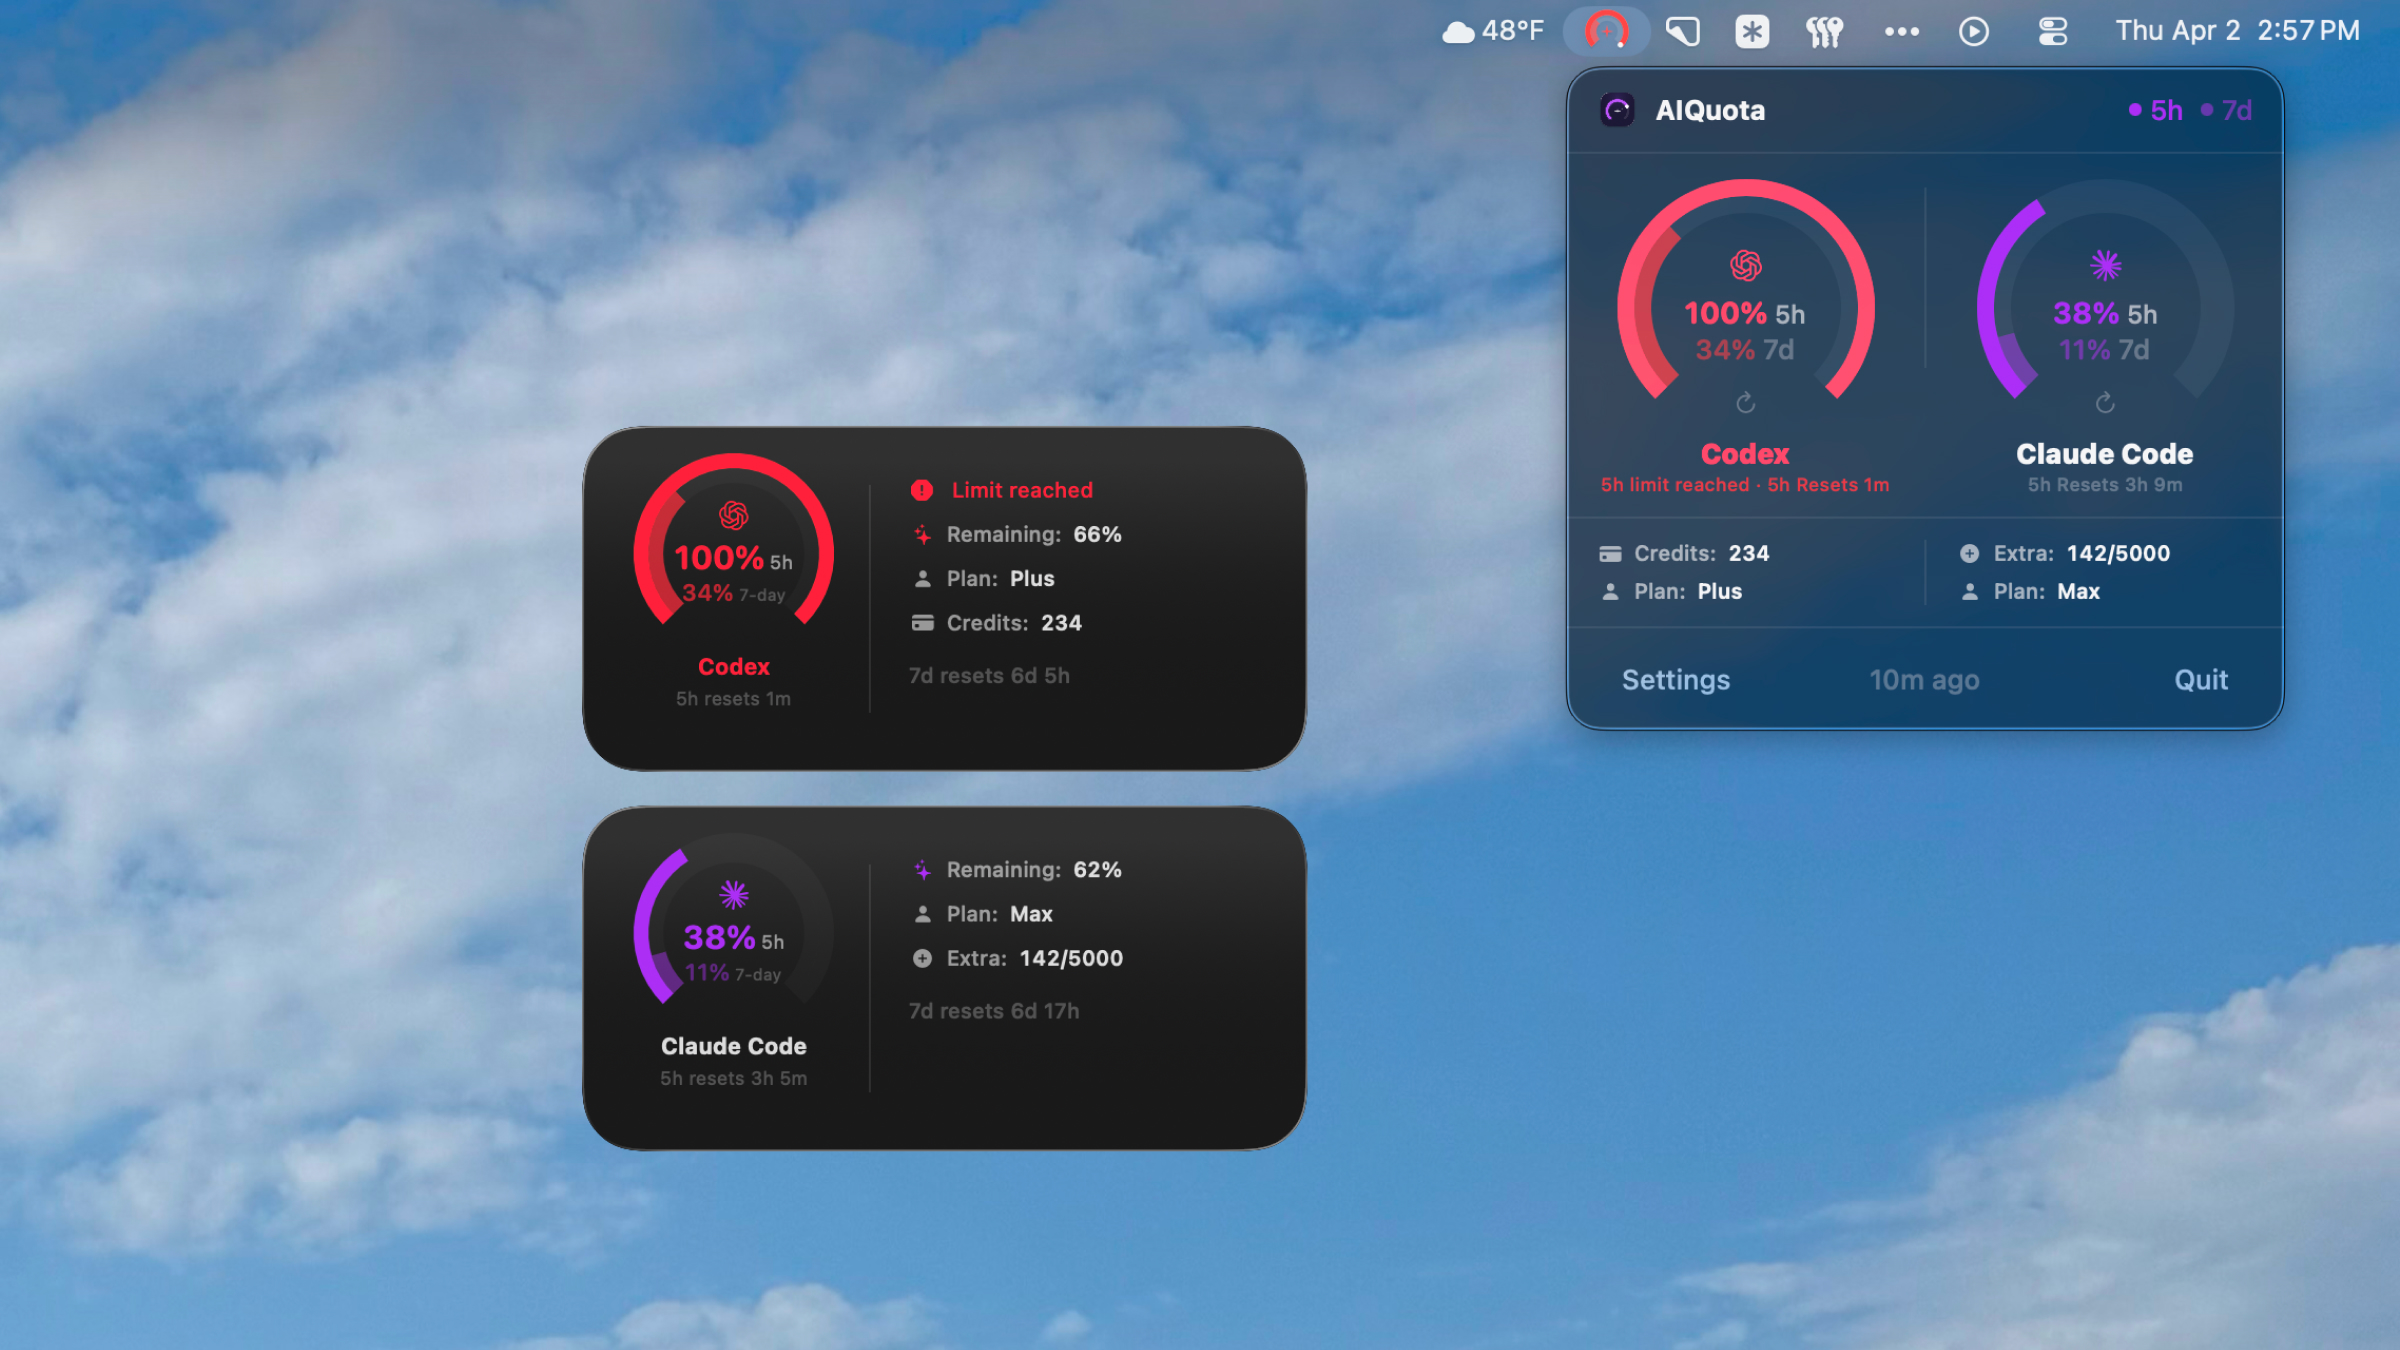 48°F Thu Apr 2 2:57 PM
AIQuota 5h 7d
100% 5h
34% 7d
Codex
5h limit reached · 5h Resets 1m
38% 5h
11% 7d
Claude Code
5h Resets 3h 9m
Credits: 234
Plan: Plus
Extra: 142/5000
Plan: Max
Settings 10m ago Quit
100% 5h
34% 7-day
Codex
5h resets 1m
Limit reached
Remaining: 66%
Plan: Plus
Credits: 234
7d resets 6d 5h
38% 5h
11% 7-day
Claude Code
5h resets 3h 5m
Remaining: 62%
Plan: Max
Extra: 142/5000
7d resets 6d 17h